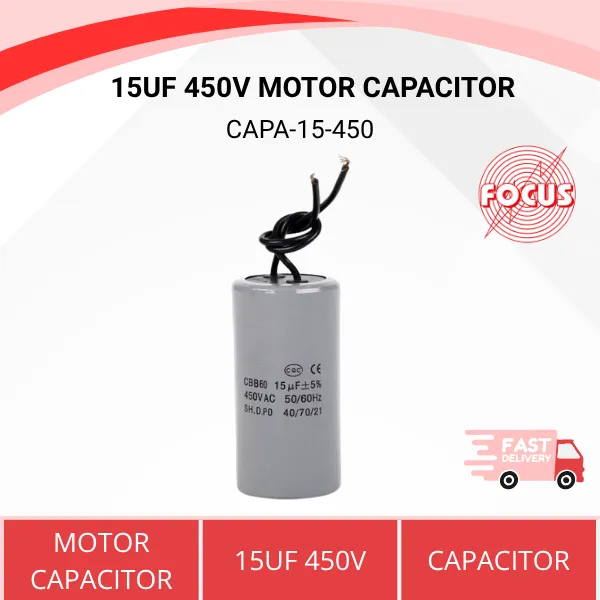 15UF 450V MOTOR CAPACITOR
CAPA-15-450
FOCUS
CQC CE
CBB60 15µF±5%
450VAC 50/60Hz
SH.D.P0 40/70/21
FAST
DELIVERY
MOTOR
CAPACITOR
15UF 450V
CAPACITOR